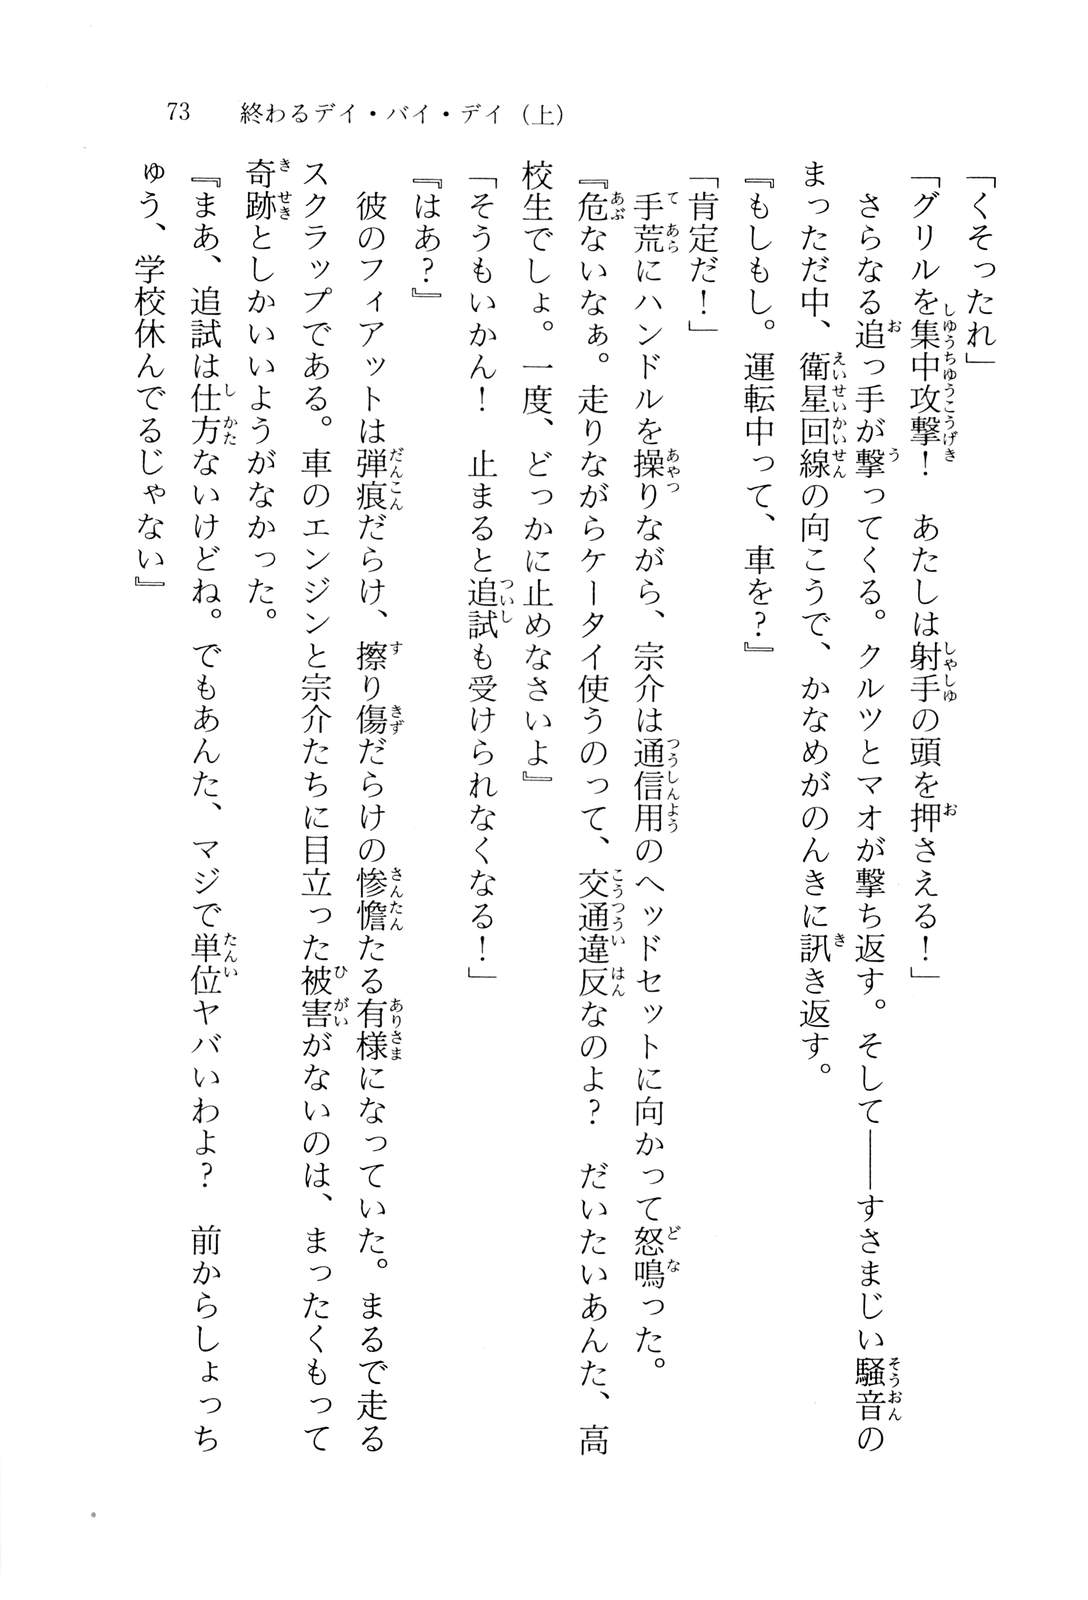 73　終わるデイ・バイ・デイ（上）
「くそったれ」
「グリルを集中攻撃！　あたしは射手の頭を押さえる！」
　さらなる追っ手が撃ってくる。クルツとマオが撃ち返す。そして――すさまじい騒音の
まっただ中、衛星回線の向こうで、かなめがのんきに訊き返す。
『もしもし。運転中って、車を？』
「肯定だ！」
　手荒にハンドルを操りながら、宗介は通信用のヘッドセットに向かって怒鳴った。
『危ないなぁ。走りながらケータイ使うのって、交通違反なのよ？　だいたいあんた、高
校生でしょ。一度、どっかに止めなさいよ』
「そうもいかん！　止まると追試も受けられなくなる！」
『はあ？』
　彼のフィアットは弾痕だらけ、擦り傷だらけの惨憺たる有様になっていた。まるで走る
スクラップである。車のエンジンと宗介たちに目立った被害がないのは、まったくもって
奇跡としかいいようがなかった。
『まあ、追試は仕方ないけどね。でもあんた、マジで単位ヤバいわよ？　前からしょっち
ゅう、学校休んでるじゃない』